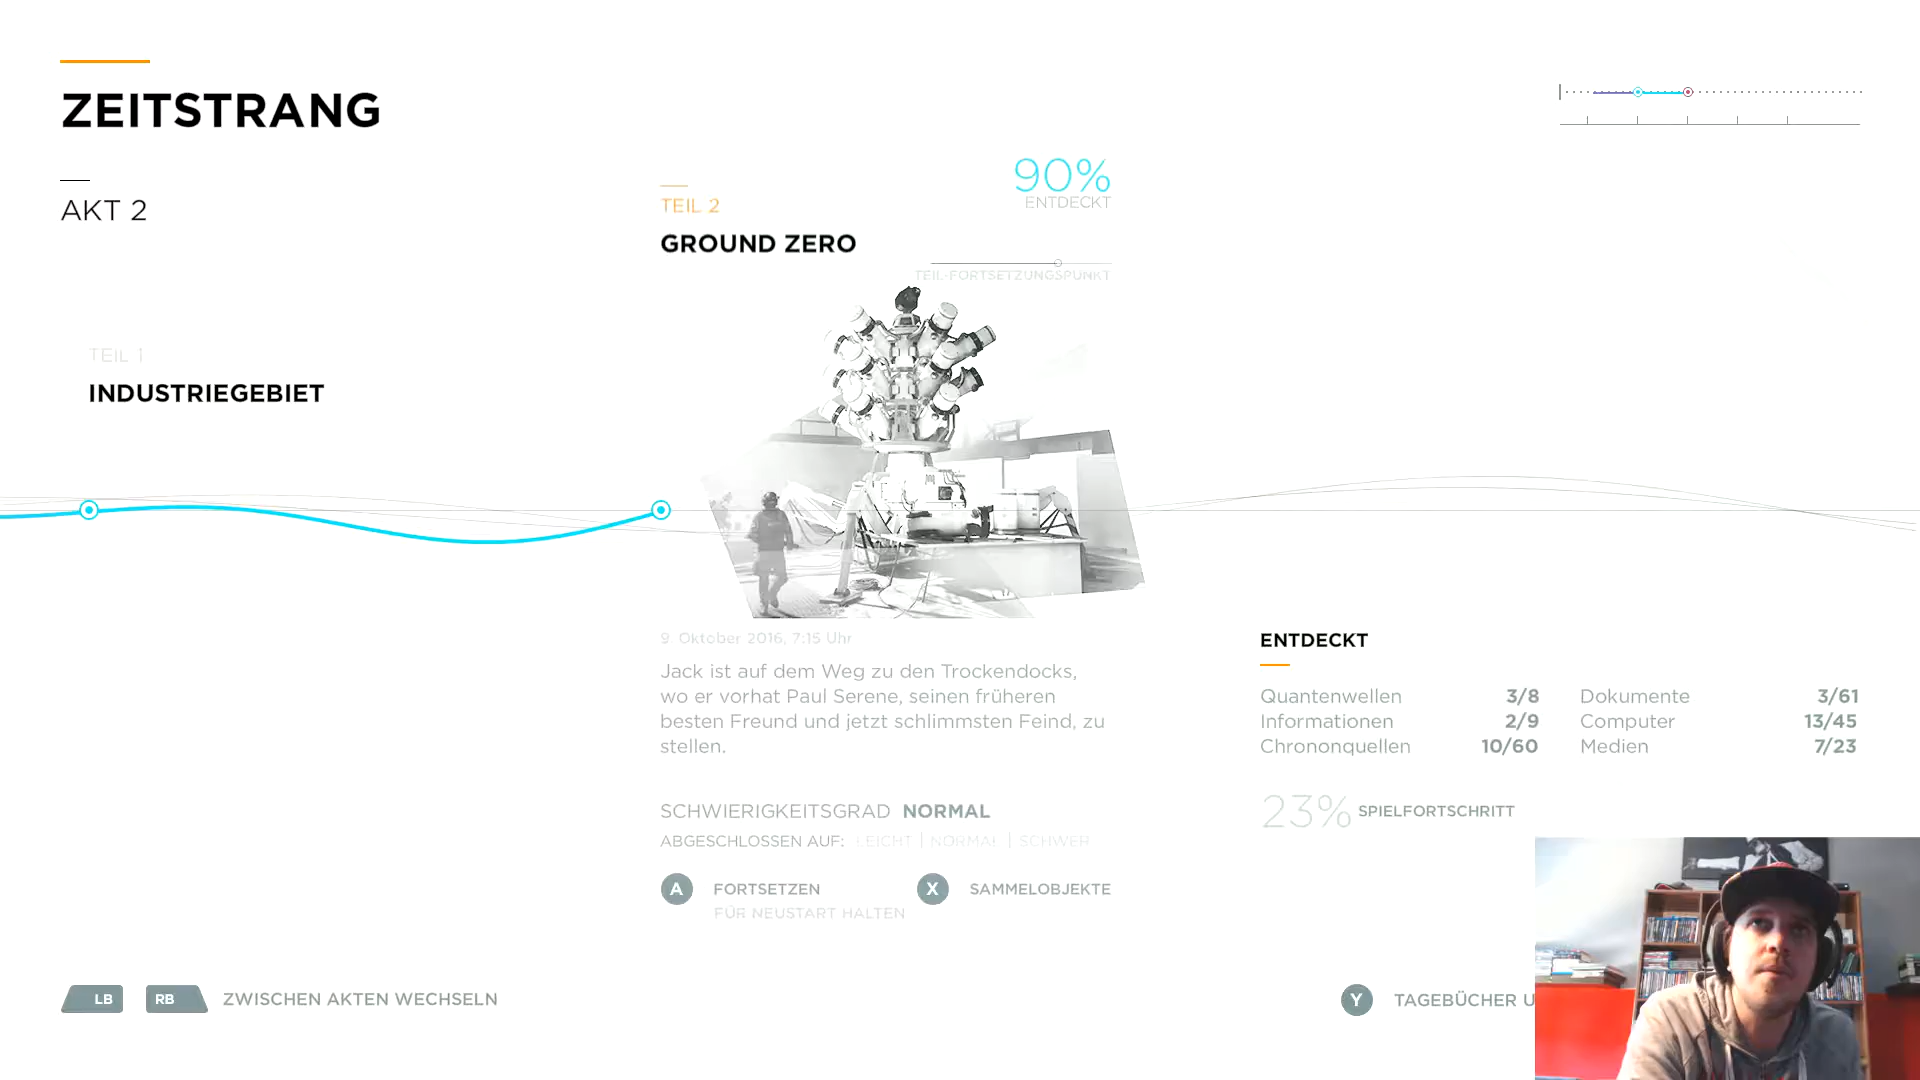 ZEITSTRANG
AKT 2
TEIL 1
INDUSTRIEGEBIET
TEIL 2
GROUND ZERO
90%
ENTDECKT
TEIL-FORTSETZUNGSPUNKT
9. Oktober 2016, 7:15 Uhr
Jack ist auf dem Weg zu den Trockendocks,
wo er vorhat Paul Serene, seinen früheren
besten Freund und jetzt schlimmsten Feind, zu
stellen.
SCHWIERIGKEITSGRAD NORMAL
ABGESCHLOSSEN AUF: LEICHT | NORMAL | SCHWER
A FORTSETZEN
FÜR NEUSTART HALTEN
X SAMMELOBJEKTE
ENTDECKT
Quantenwellen 3/8 Dokumente 3/61
Informationen 2/9 Computer 13/45
Chrononquellen 10/60 Medien 7/23
23% SPIELFORTSCHRITT
LB RB ZWISCHEN AKTEN WECHSELN
Y TAGEBÜCHER U